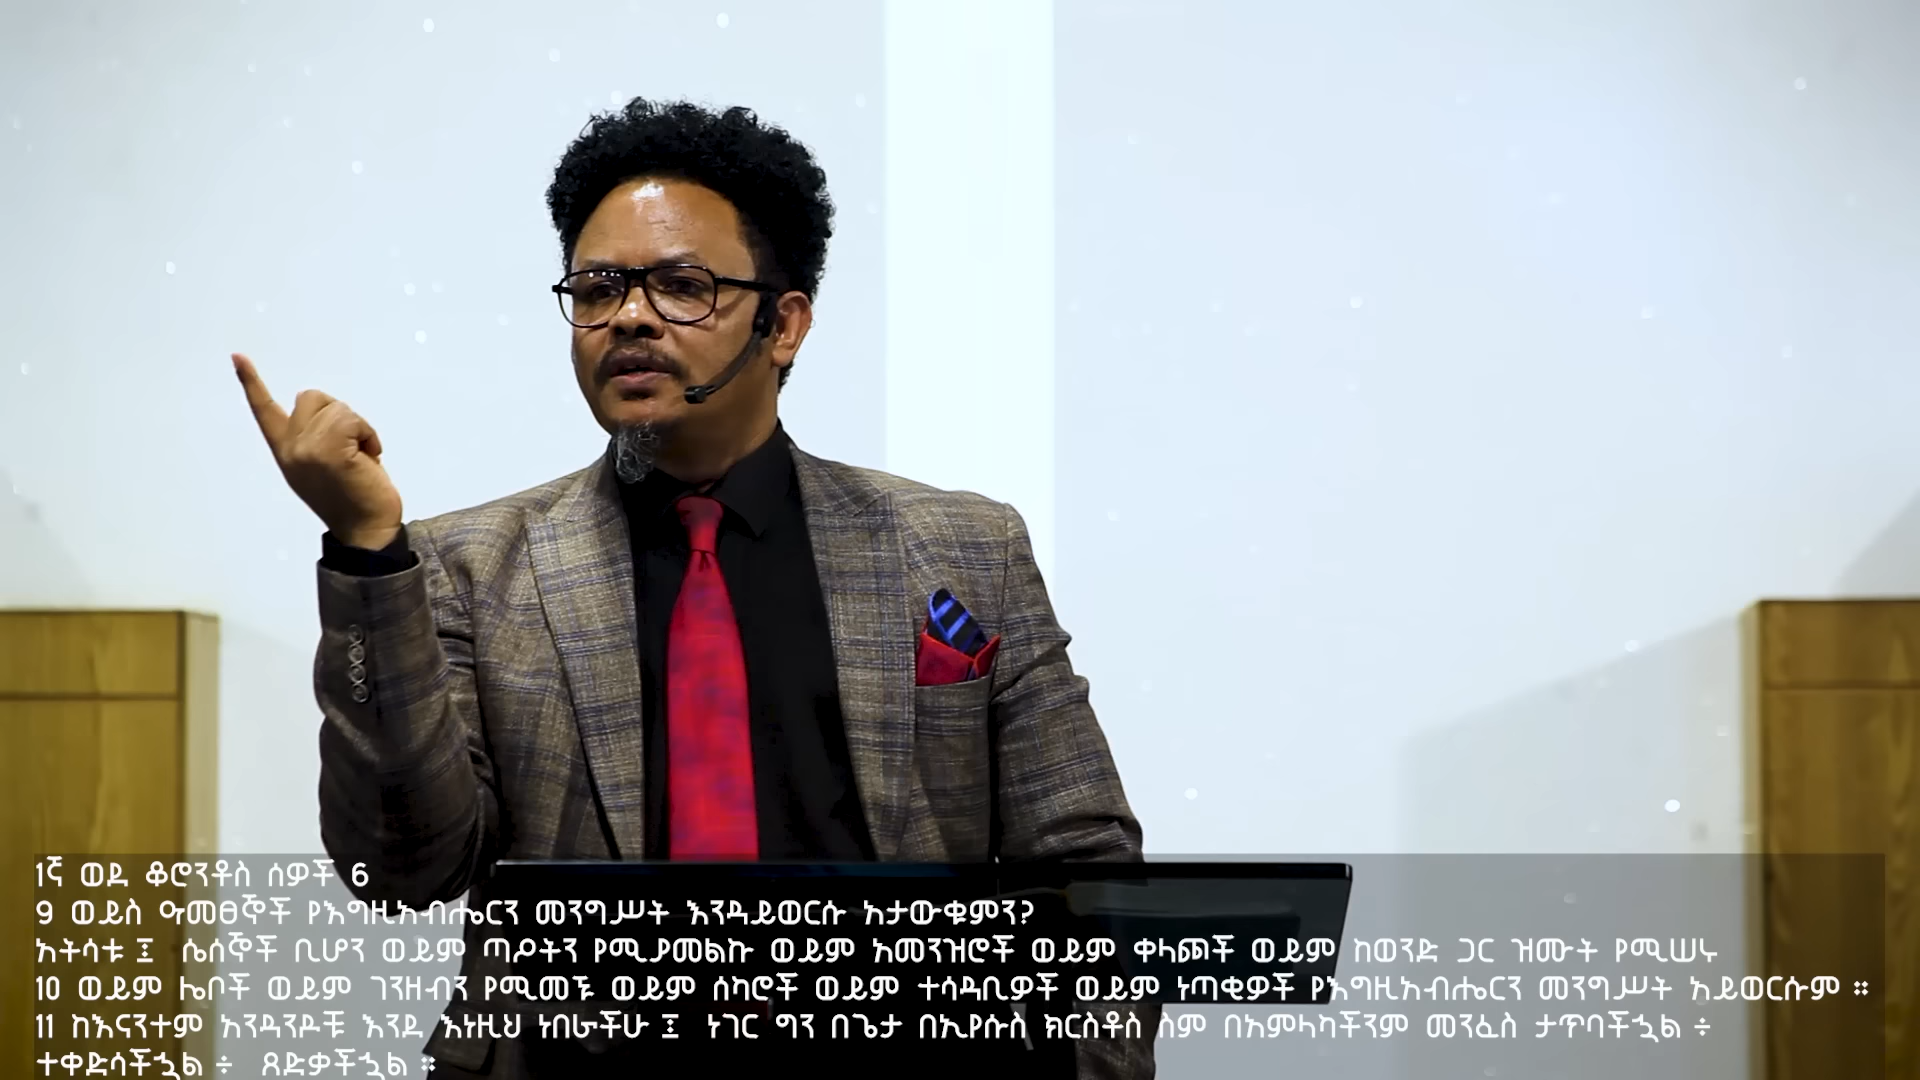 1ኛ ወደ ቆሮንቶስ ሰዎች 6
9 ወይስ ዓመፀኞች የእግዚአብሔርን መንግሥት እንዳይወርሱ አታውቁምን?
አትሳቱ ፤ ሴሰኞች ቢሆን ወይም ጣዖትን የሚያመልኩ ወይም አመንዝሮች ወይም ቀላጮች ወይም ከወንድ ጋር ዝሙት የሚሠሩ
10 ወይም ሌቦች ወይም ገንዘብን የሚመኙ ወይም ሰካሮች ወይም ተሳዳቢዎች ወይም ነጣቂዎች የእግዚአብሔርን መንግሥት አይወርሱም ።
11 ከእናንተም አንዳንዶቹ እንደ እነዚህ ነበራችሁ ፤ ነገር ግን በጌታ በኢየሱስ ክርስቶስ ስም በአምላካችንም መንፈስ ታጥባችኋል ፥
ተቀድሳችኋል ፥ ጸድቃችኋል ።